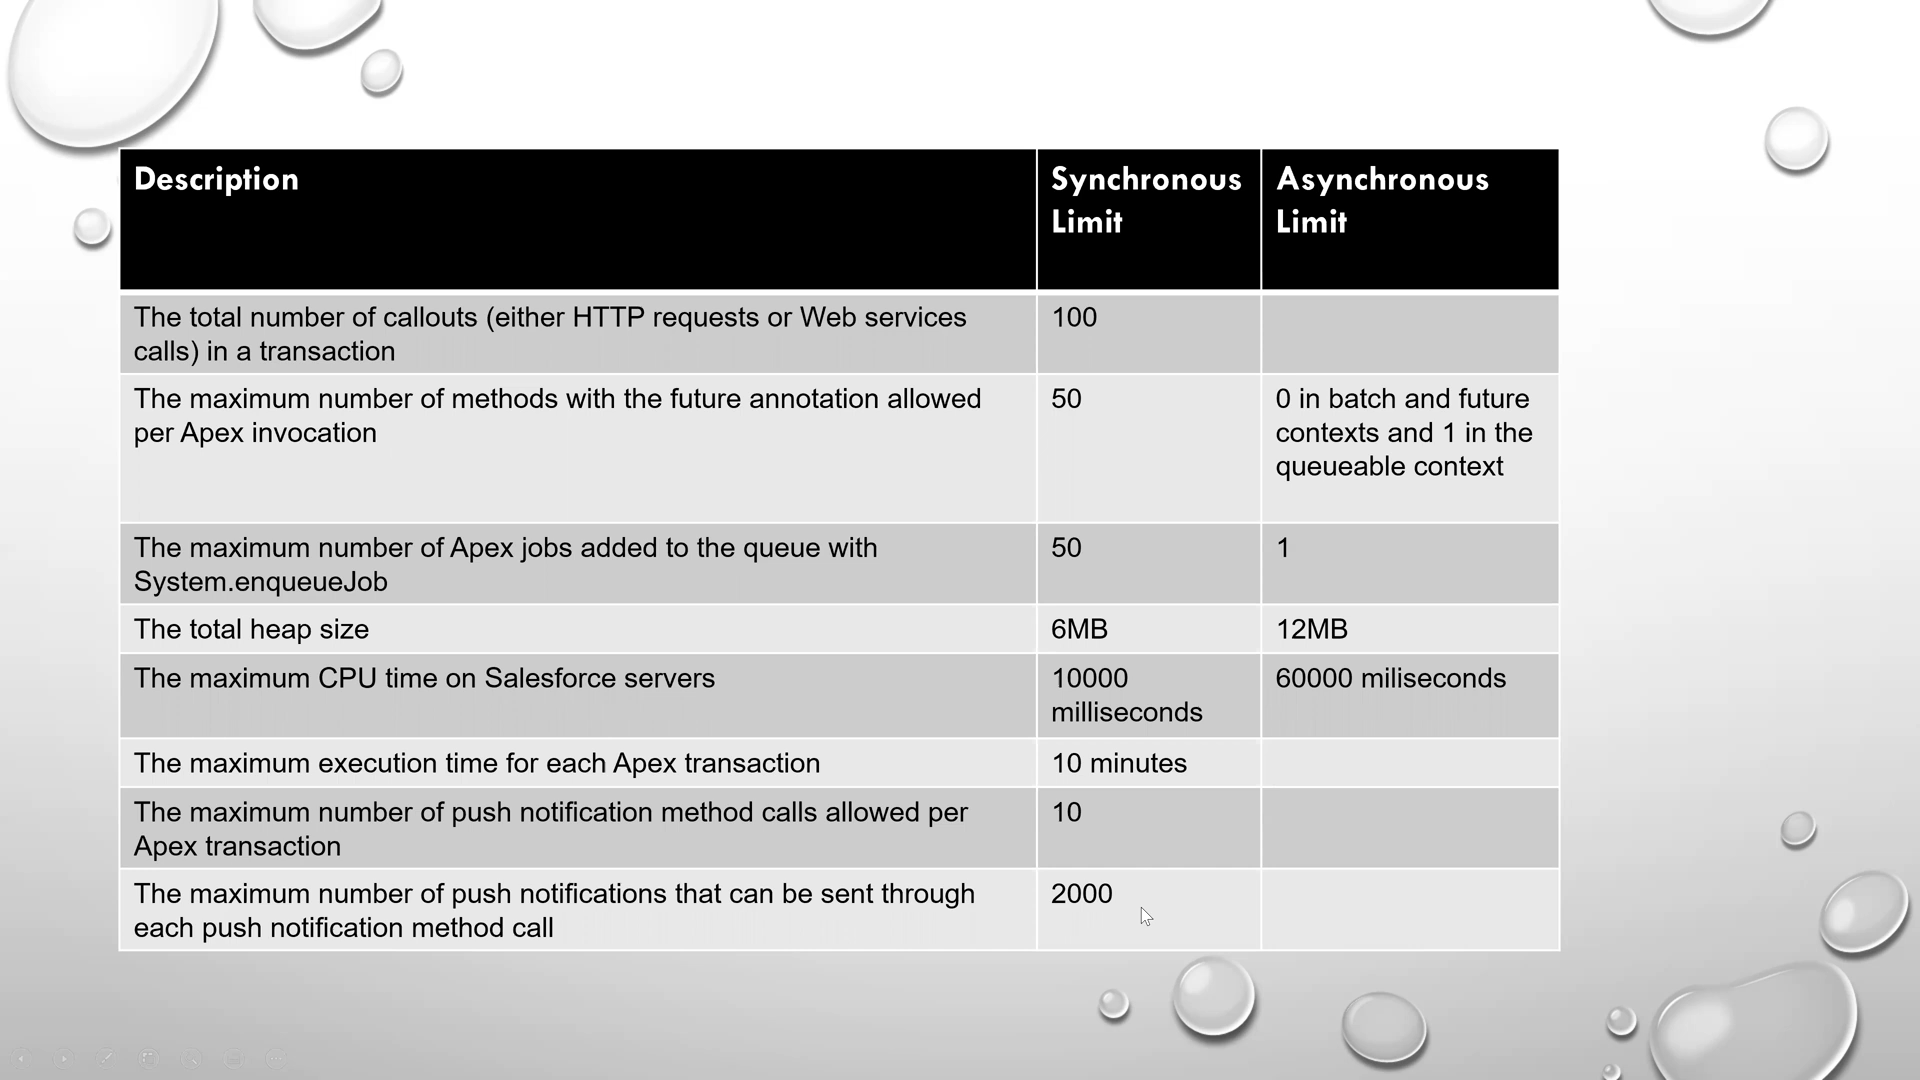 Description
Synchronous
Limit
Asynchronous
Limit
The total number of callouts (either HTTP requests or Web services
calls) in a transaction
100
The maximum number of methods with the future annotation allowed
per Apex invocation
50
0 in batch and future
contexts and 1 in the
queueable context
The maximum number of Apex jobs added to the queue with
System.enqueueJob
50
1
The total heap size
6MB
12MB
The maximum CPU time on Salesforce servers
10000
milliseconds
60000 miliseconds
The maximum execution time for each Apex transaction
10 minutes
The maximum number of push notification method calls allowed per
Apex transaction
10
The maximum number of push notifications that can be sent through
each push notification method call
2000